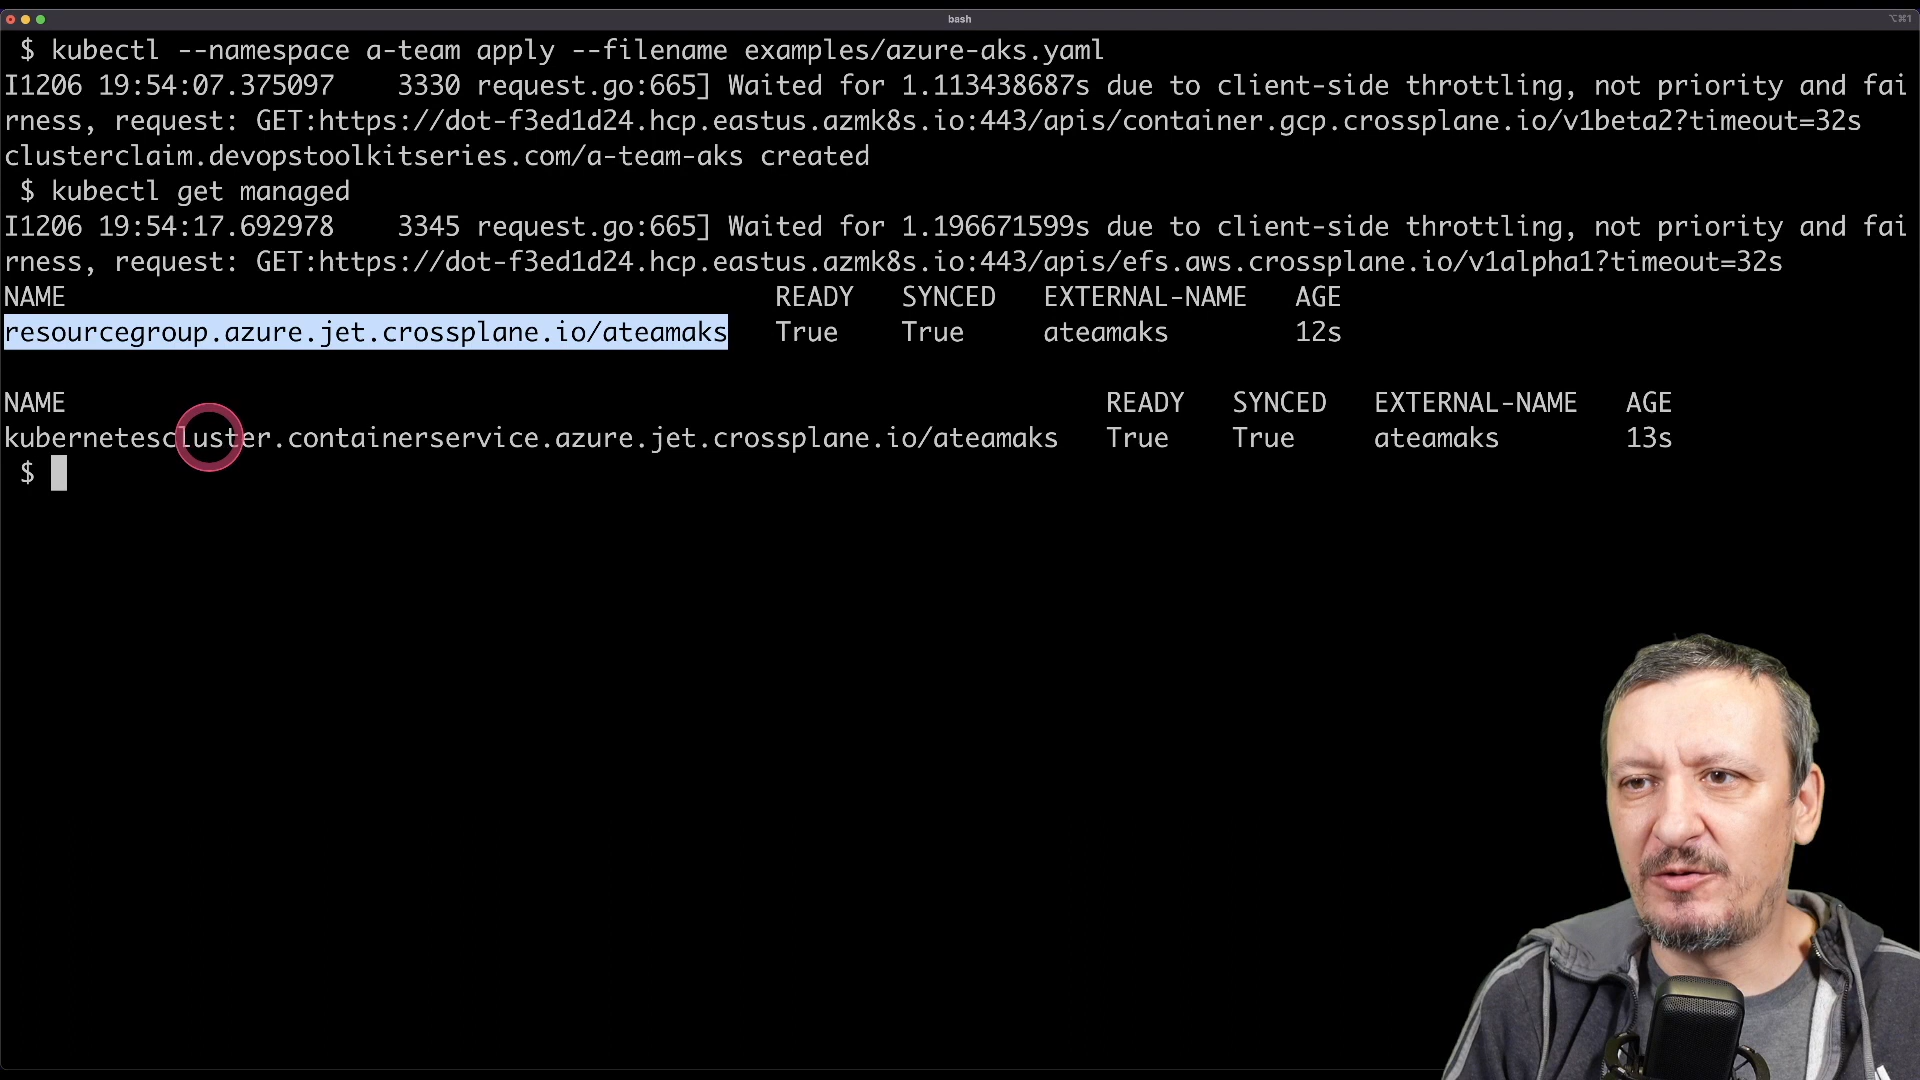 bash
⌥⌘1
$ kubectl --namespace a-team apply --filename examples/azure-aks.yaml
I1206 19:54:07.375097    3330 request.go:665] Waited for 1.113438687s due to client-side throttling, not priority and fai
rness, request: GET:https://dot-f3ed1d24.hcp.eastus.azmk8s.io:443/apis/container.gcp.crossplane.io/v1beta2?timeout=32s
clusterclaim.devopstoolkitseries.com/a-team-aks created
$ kubectl get managed
I1206 19:54:17.692978    3345 request.go:665] Waited for 1.196671599s due to client-side throttling, not priority and fai
rness, request: GET:https://dot-f3ed1d24.hcp.eastus.azmk8s.io:443/apis/efs.aws.crossplane.io/v1alpha1?timeout=32s
NAME READY SYNCED EXTERNAL-NAME AGE
resourcegroup.azure.jet.crossplane.io/ateamaks True True ateamaks 12s
NAME READY SYNCED EXTERNAL-NAME AGE
kubernetescluster.containerservice.azure.jet.crossplane.io/ateamaks True True ateamaks 13s
$